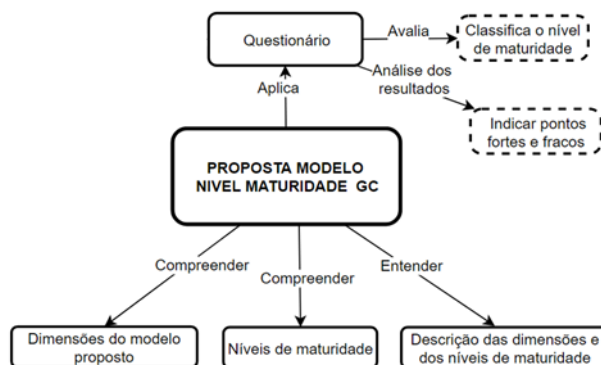 Questionário
Avalia
Classifica o nível
de maturidade
Análise dos
resultados
Aplica
Indicar pontos
fortes e fracos
PROPOSTA MODELO
NIVEL MATURIDADE GC
Compreender
Compreender
Entender
Dimensões do modelo
proposto
Níveis de maturidade
Descrição das dimensões e
dos níveis de maturidade